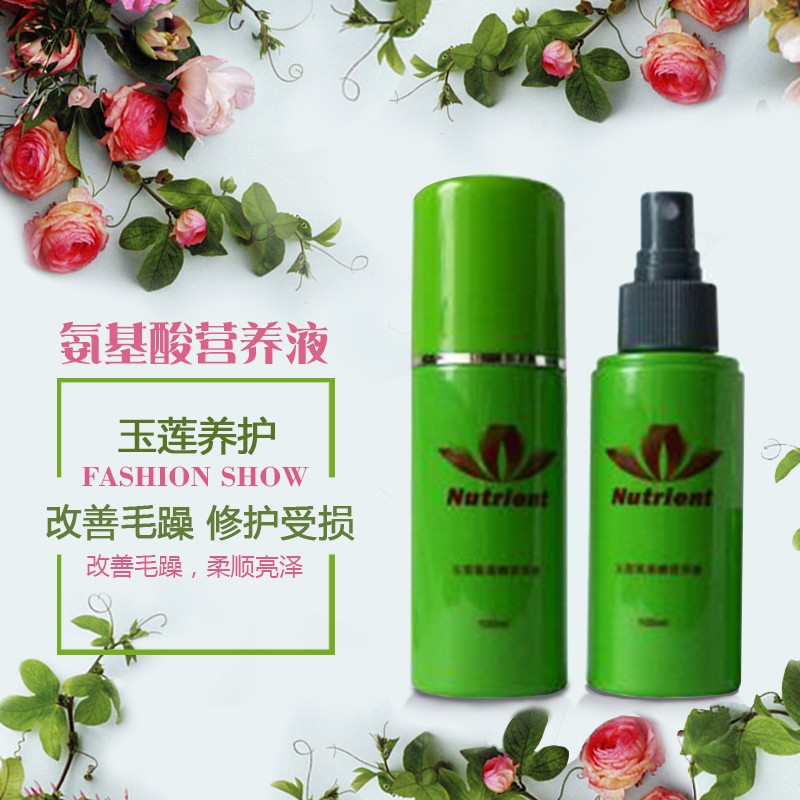 氨基酸营养液
玉莲养护
FASHION SHOW
改善毛躁 修护受损
改善毛躁，柔顺亮泽
Nutrient
Nutrient